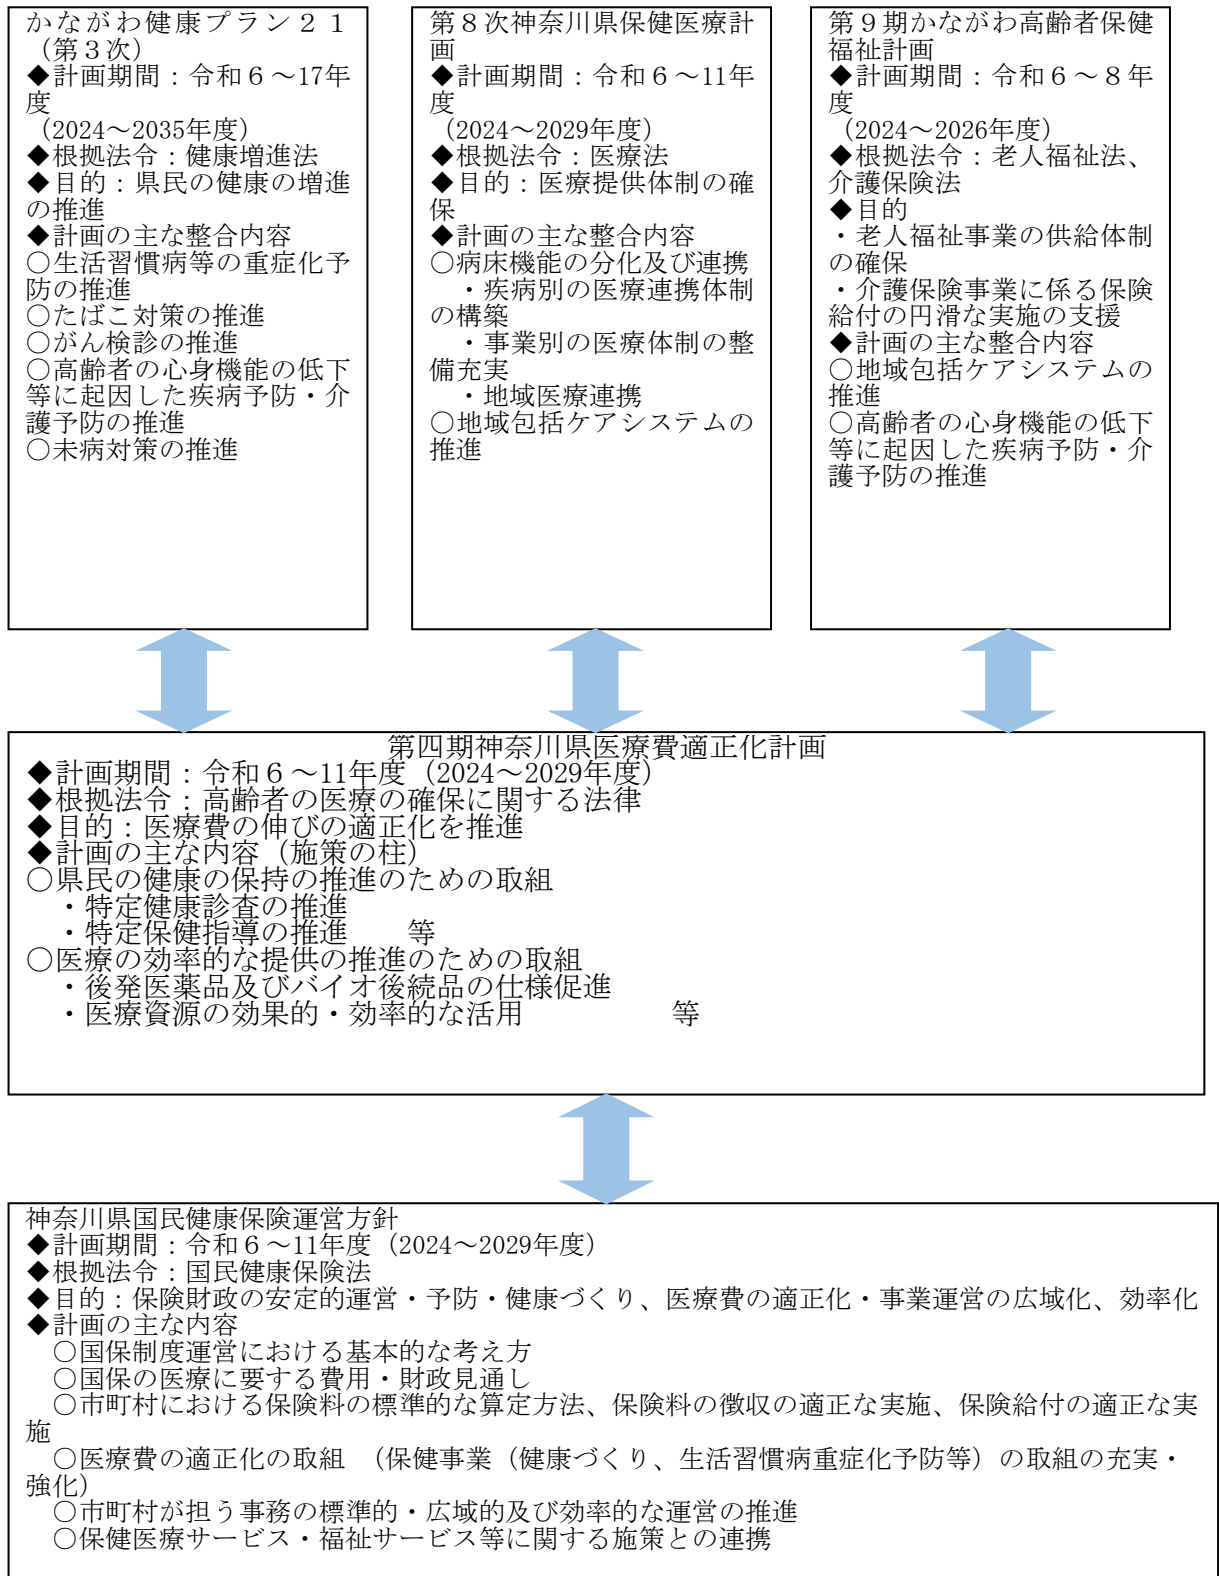 かながわ健康プラン２１
（第３次）
◆計画期間：令和６～17年
度
（2024～2035年度）
◆根拠法令：健康増進法
◆目的：県民の健康の増進
の推進
◆計画の主な整合内容
○生活習慣病等の重症化予
防の推進
○たばこ対策の推進
○がん検診の推進
○高齢者の心身機能の低下
等に起因した疾病予防・介
護予防の推進
○未病対策の推進
第８次神奈川県保健医療計
画
◆計画期間：令和６～11年
度
（2024～2029年度）
◆根拠法令：医療法
◆目的：医療提供体制の確
保
◆計画の主な整合内容
○病床機能の分化及び連携
・疾病別の医療連携体制
の構築
・事業別の医療体制の整
備充実
・地域医療連携
○地域包括ケアシステムの
推進
第９期かながわ高齢者保健
福祉計画
◆計画期間：令和６～８年
度
（2024～2026年度）
◆根拠法令：老人福祉法、
介護保険法
◆目的
・老人福祉事業の供給体制
の確保
・介護保険事業に係る保険
給付の円滑な実施の支援
◆計画の主な整合内容
○地域包括ケアシステムの
推進
○高齢者の心身機能の低下
等に起因した疾病予防・介
護予防の推進
第四期神奈川県医療費適正化計画
◆計画期間：令和６～11年度（2024～2029年度）
◆根拠法令：高齢者の医療の確保に関する法律
◆目的：医療費の伸びの適正化を推進
◆計画の主な内容（施策の柱）
○県民の健康の保持の推進のための取組
・特定健康診査の推進
・特定保健指導の推進　　等
○医療の効率的な提供の推進のための取組
・後発医薬品及びバイオ後続品の仕様促進
・医療資源の効果的・効率的な活用　　　　　等
神奈川県国民健康保険運営方針
◆計画期間：令和６～11年度（2024～2029年度）
◆根拠法令：国民健康保険法
◆目的：保険財政の安定的運営・予防・健康づくり、医療費の適正化・事業運営の広域化、効率化
◆計画の主な内容
○国保制度運営における基本的な考え方
○国保の医療に要する費用・財政見通し
○市町村における保険料の標準的な算定方法、保険料の徴収の適正な実施、保険給付の適正な実
施
○医療費の適正化の取組　（保健事業（健康づくり、生活習慣病重症化予防等）の取組の充実・
強化）
○市町村が担う事務の標準的・広域的及び効率的な運営の推進
○保健医療サービス・福祉サービス等に関する施策との連携